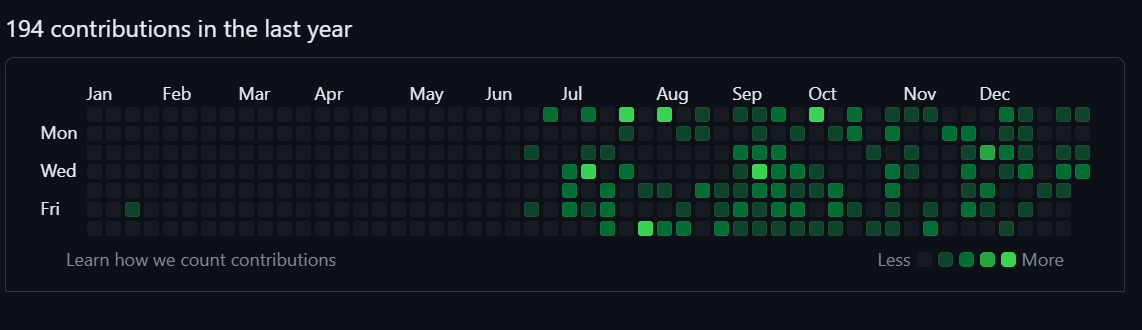 194 contributions in the last year
Jan Feb Mar Apr May Jun Jul Aug Sep Oct Nov Dec
Mon
Wed
Fri
Learn how we count contributions Less More